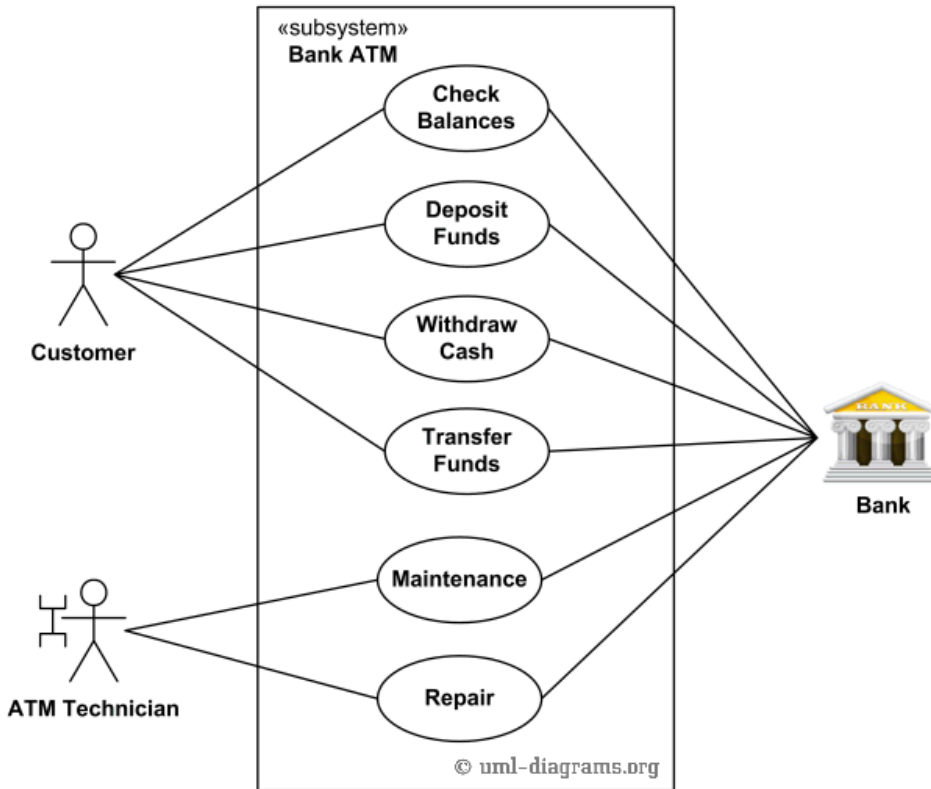 «subsystem»
Bank ATM
Check
Balances
Deposit
Funds
Withdraw
Cash
Customer
Transfer
Funds
BANK
Bank
Maintenance
ATM Technician
Repair
© uml-diagrams.org